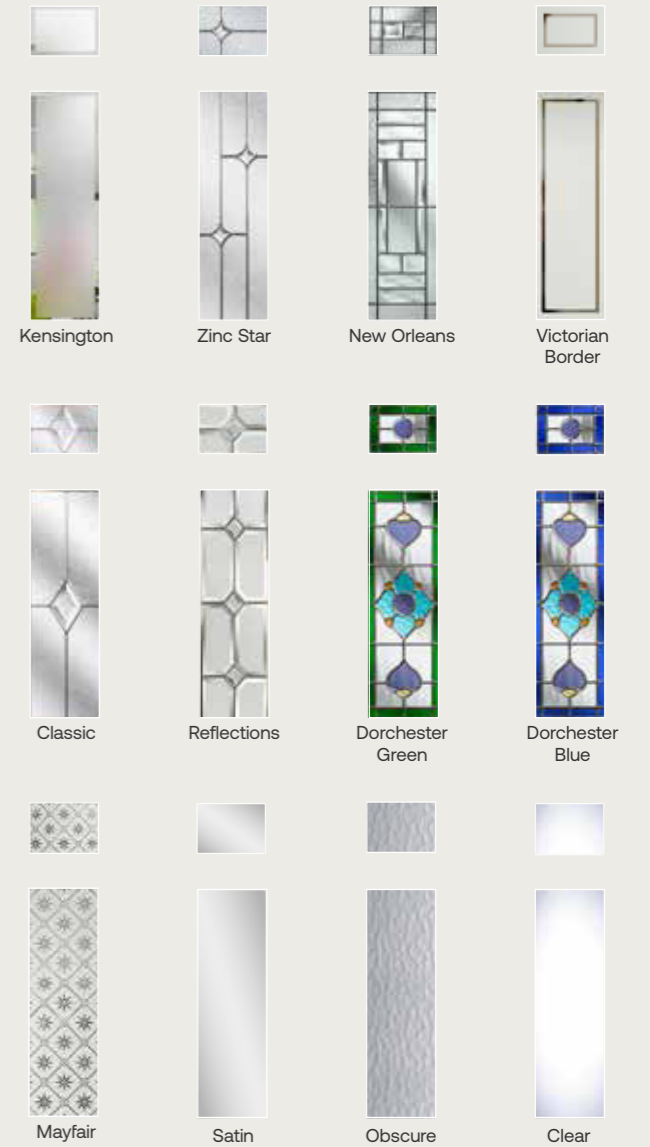 Kensington
Zinc Star
New Orleans
Victorian
Border
Classic
Reflections
Dorchester
Green
Dorchester
Blue
Mayfair
Satin
Obscure
Clear